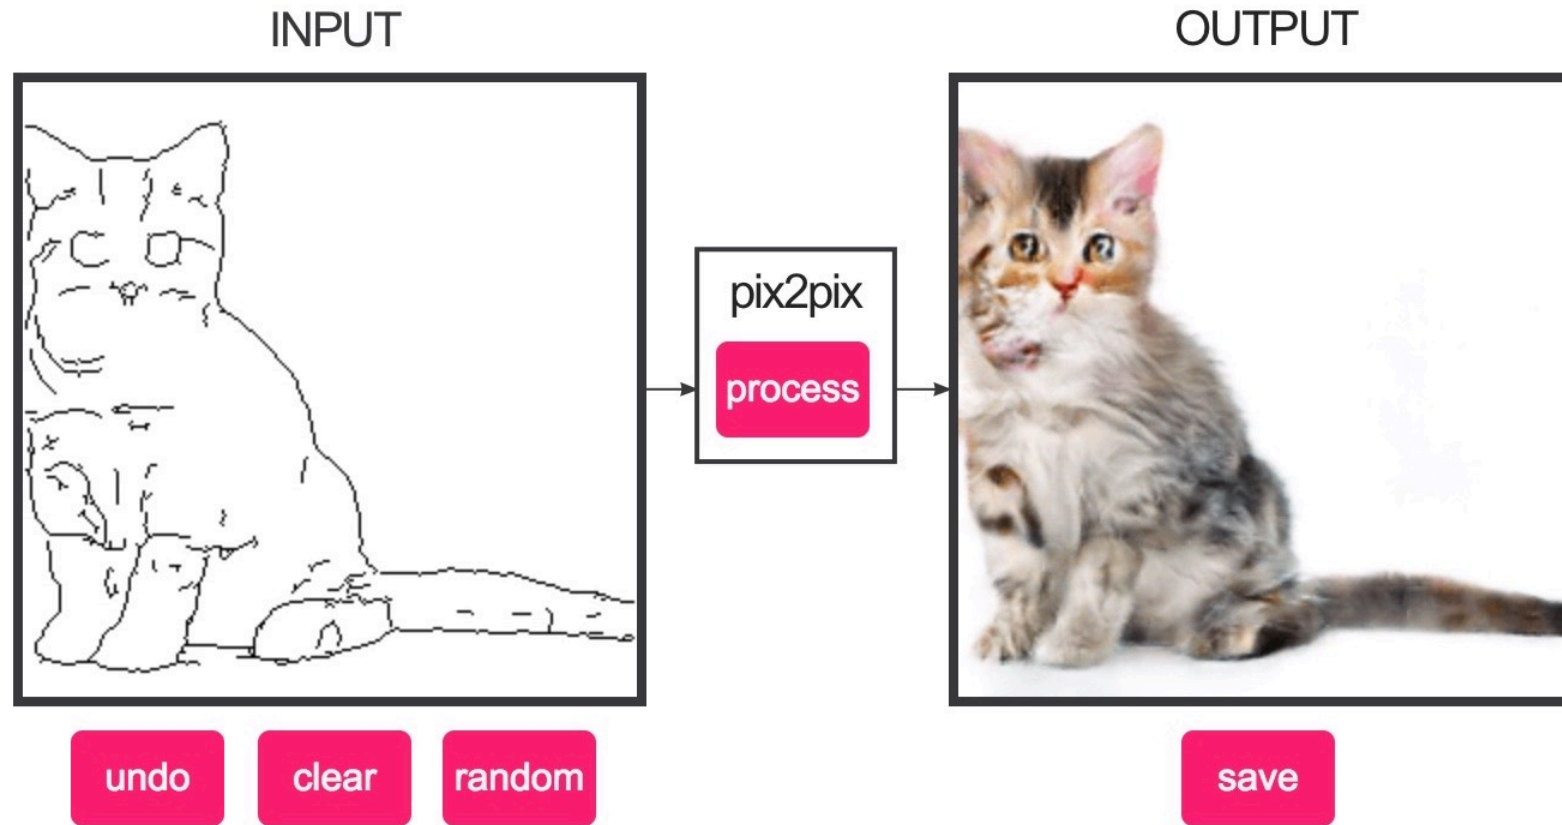 INPUT
OUTPUT
pix2pix
process
undo
clear
random
save